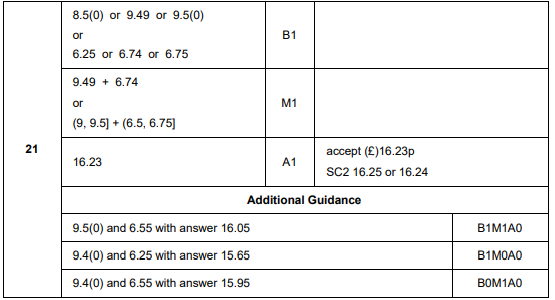 8.5(0) or 9.49 or 9.5(0)
or
6.25 or 6.74 or 6.75
B1
9.49 + 6.74
or
(9, 9.5] + (6.5, 6.75]
M1
21
16.23
A1
accept (£)16.23p
SC2 16.25 or 16.24
Additional Guidance
9.5(0) and 6.55 with answer 16.05
B1M1A0
9.4(0) and 6.25 with answer 15.65
B1M0A0
9.4(0) and 6.55 with answer 15.95
B0M1A0